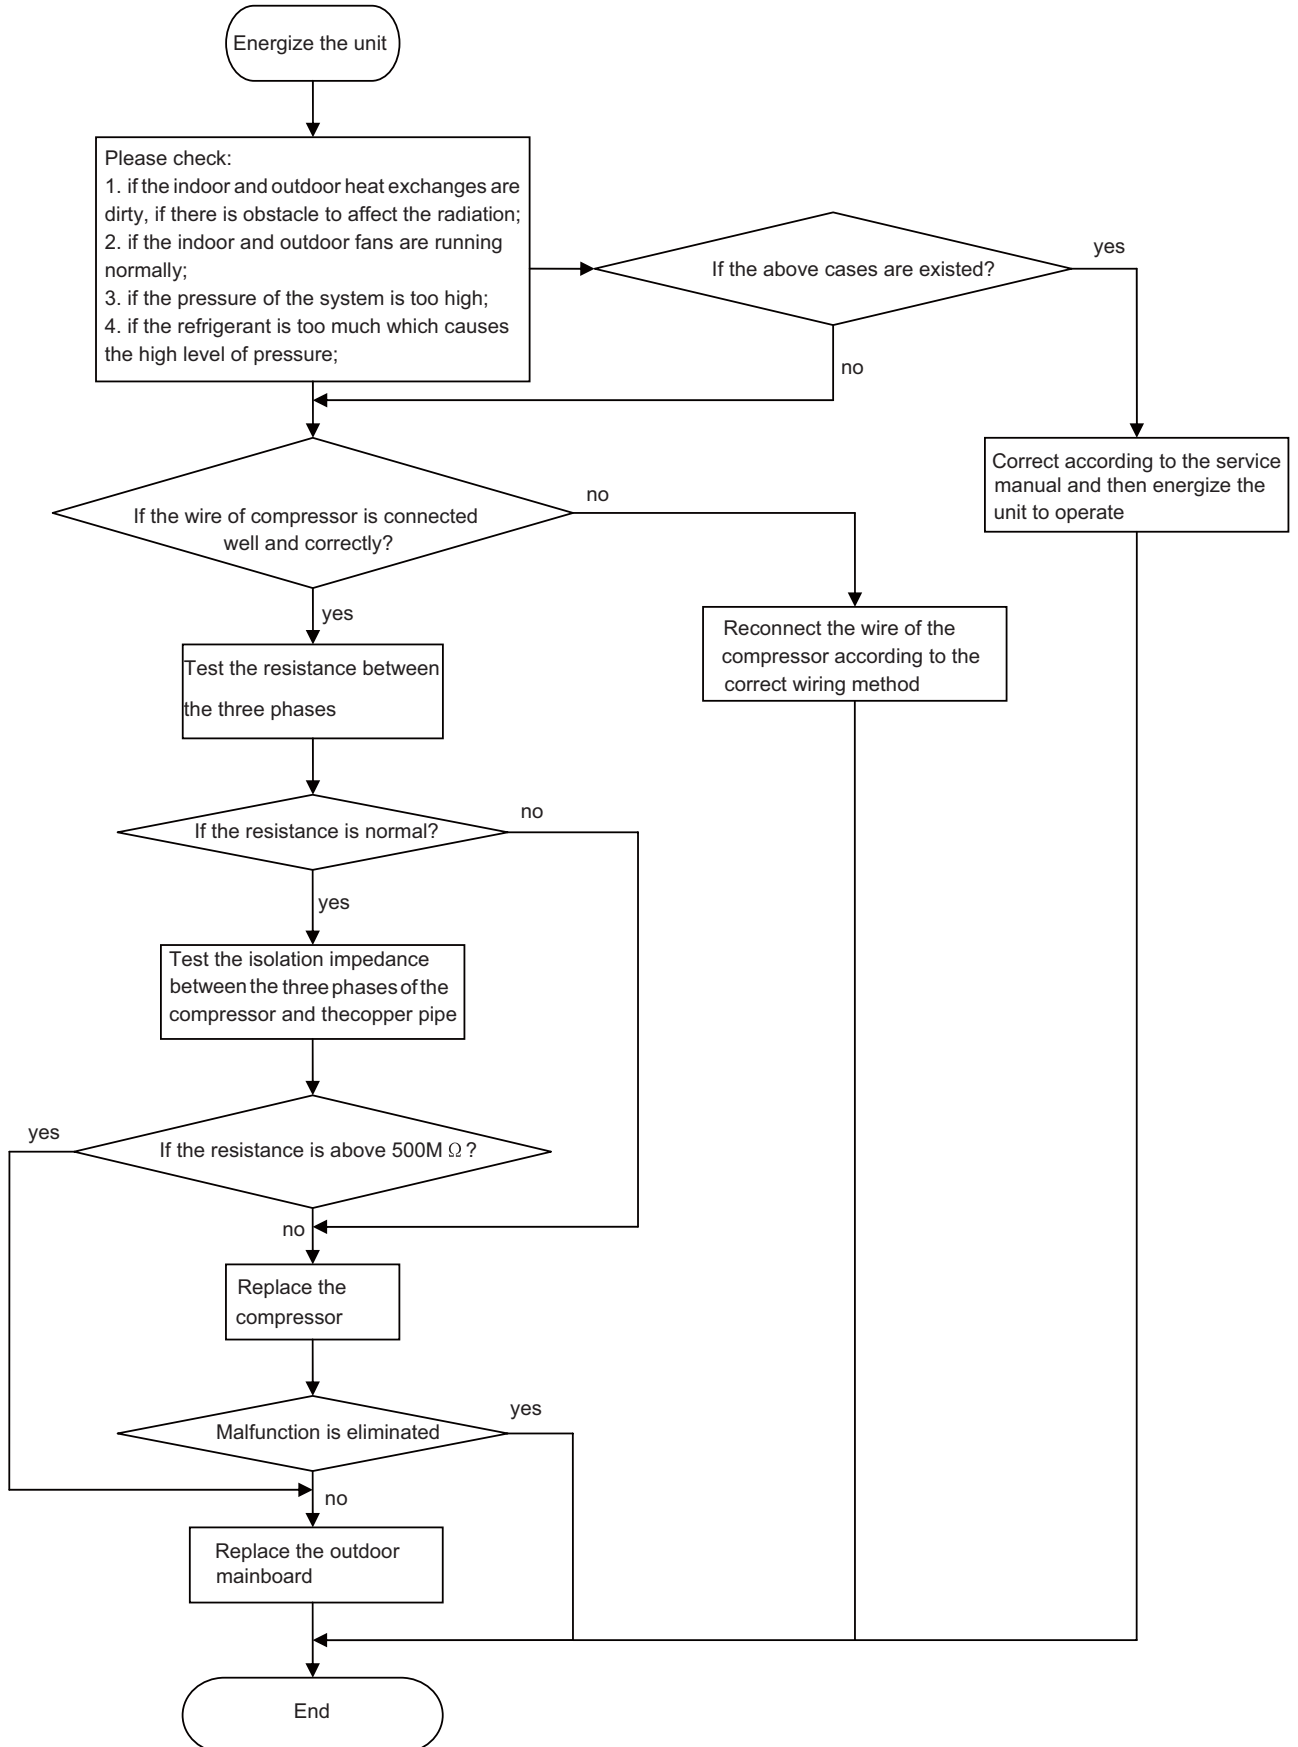 Energize the unit
Please check:
1. if the indoor and outdoor heat exchanges are
dirty, if there is obstacle to affect the radiation;
2. if the indoor and outdoor fans are running
normally;
3. if the pressure of the system is too high;
4. if the refrigerant is too much which causes
the high level of pressure;
If the above cases are existed?
yes
no
Correct according to the service
manual and then energize the
unit to operate
If the wire of compressor is connected
well and correctly?
no
yes
Reconnect the wire of the
compressor according to the
correct wiring method
Test the resistance between
the three phases
If the resistance is normal?
no
yes
Test the isolation impedance
between the three phases of the
compressor and thecopper pipe
yes
If the resistance is above 500M Ω ?
no
Replace the
compressor
Malfunction is eliminated
yes
no
Replace the outdoor
mainboard
End